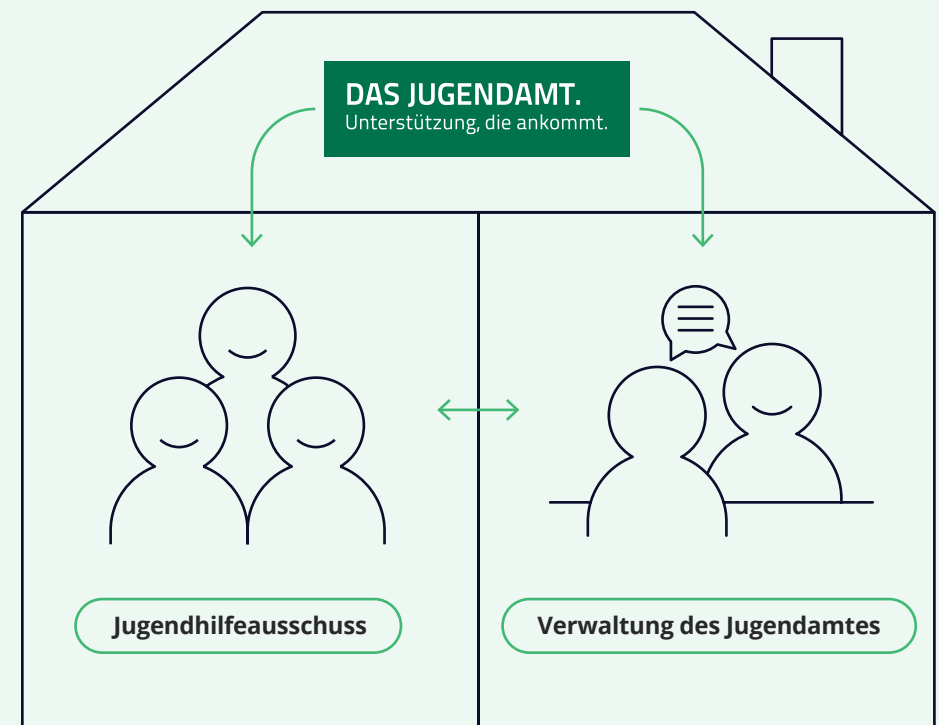 DAS JUGENDAMT.
Unterstützung, die ankommt.
Jugendhilfeausschuss
Verwaltung des Jugendamtes